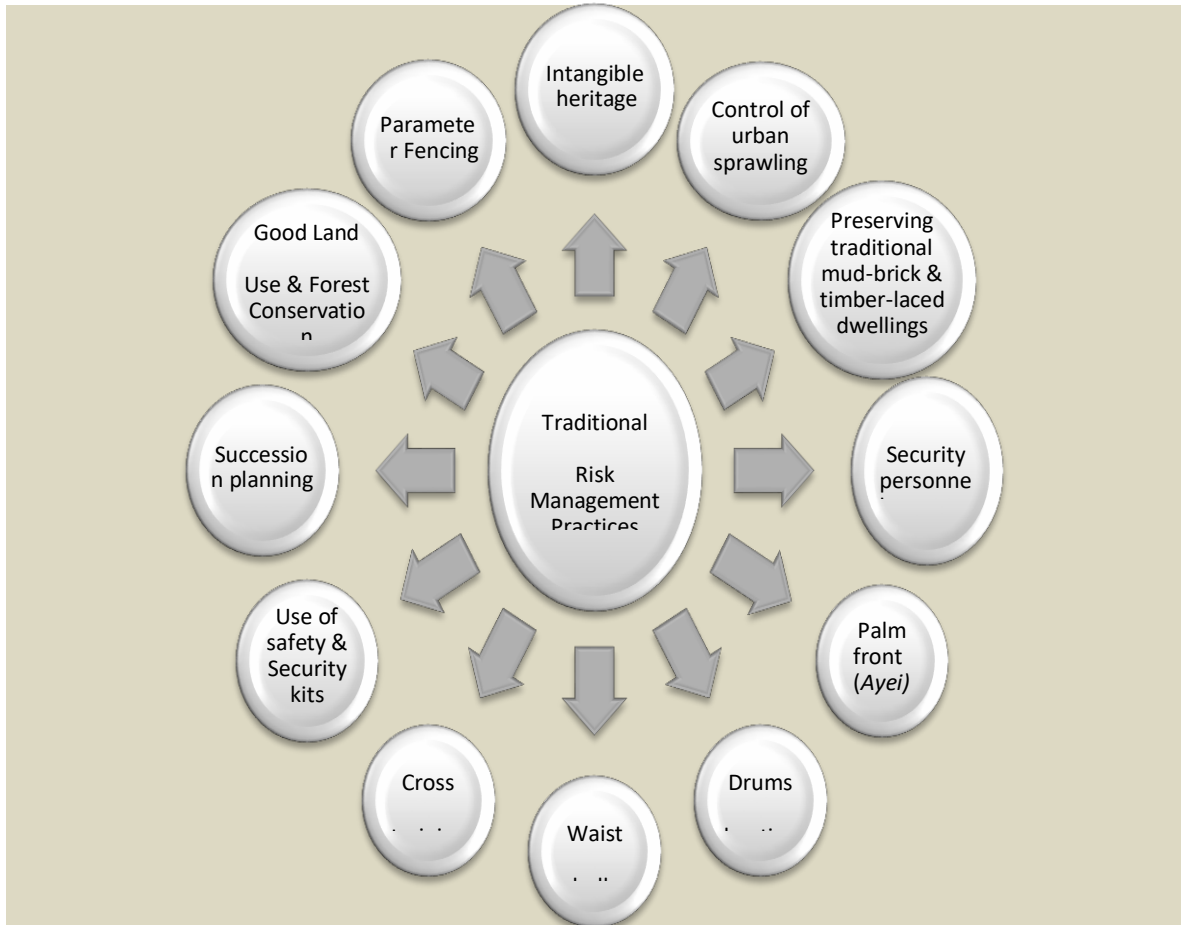 Intangible
heritage
Control of
urban
sprawling
Preserving
traditional
mud-brick &
timber-laced
dwellings
Security
personne
Palm
front
(Ayei)
Drums
Waist
Cross
Use of
safety &
Security
kits
Successio
n planning
Good Land
Use & Forest
Conservatio
n
Paramete
r Fencing
Traditional
Risk
Management
Practices